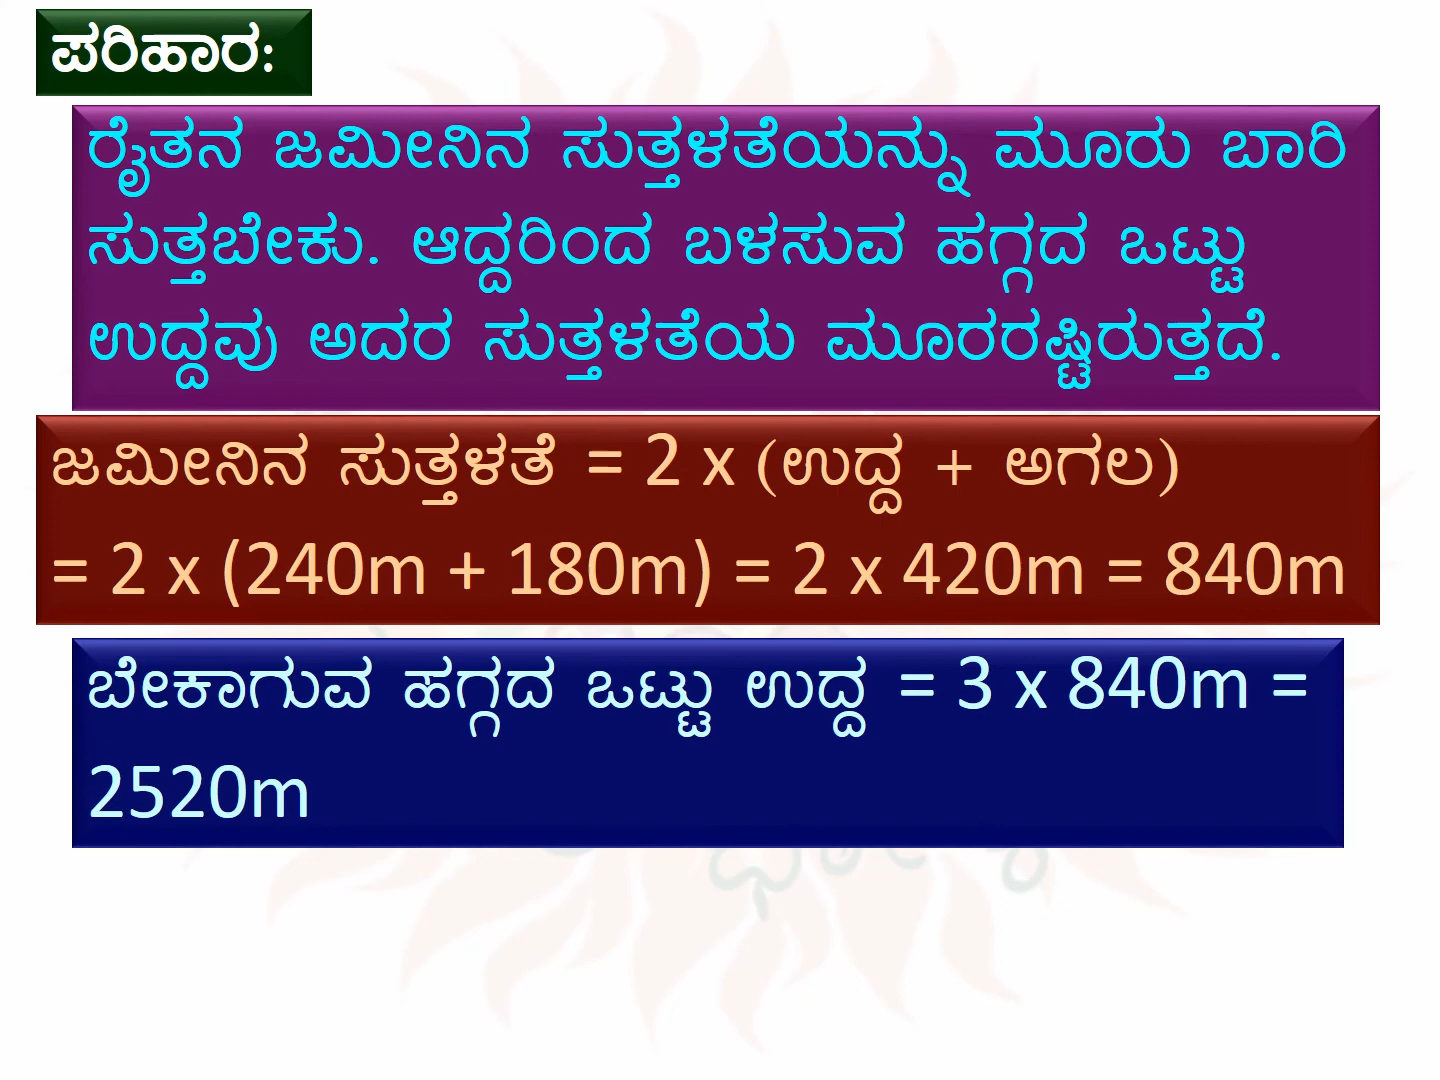 ಪರಿಹಾರ:
ರೈತನ ಜಮೀನಿನ ಸುತ್ತಳತೆಯನ್ನು ಮೂರು ಬಾರಿ
ಸುತ್ತಬೇಕು. ಆದ್ದರಿಂದ ಬಳಸುವ ಹಗ್ಗದ ಒಟ್ಟು
ಉದ್ದವು ಅದರ ಸುತ್ತಳತೆಯ ಮೂರರಷ್ಟಿರುತ್ತದೆ.
ಜಮೀನಿನ ಸುತ್ತಳತೆ = 2 x (ಉದ್ದ + ಅಗಲ)
= 2 x (240m + 180m) = 2 x 420m = 840m
ಬೇಕಾಗುವ ಹಗ್ಗದ ಒಟ್ಟು ಉದ್ದ = 3 x 840m =
2520m